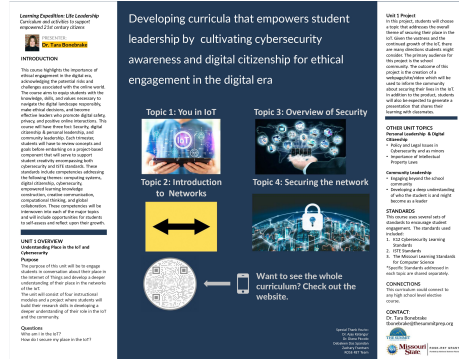 Learning Expedition: Life Leadership
Curriculum and activities to support
empowered 21st century citizens
PRESENTER:
Dr. Tara Bonebrake
INTRODUCTION
This course highlights the importance of
ethical engagement in the digital era,
acknowledging the potential risks and
challenges associated with the online world.
The course aims to equip students with the
knowledge, skills, and values necessary to
navigate the digital landscape responsibly,
make ethical decisions, and become
effective leaders who promote digital safety,
privacy, and positive online interactions. This
course will have three foci: Security, digital
citizenship & personal leadership, and
community leadership. Each trimester,
students will have to review concepts and
goals before embarking on a project-based
component that will serve to support
student creativity encompassing both
cybersecurity and ISTE standards. These
standards include competencies addressing
the following themes: computing systems,
digital citizenship, cybersecurity,
empowered learning knowledge
construction, creative communication,
computational thinking, and global
collaboration. These competencies will be
interwoven into each of the major topics
and will include opportunities for students
to self-assess and reflect upon their growth.
UNIT 1 OVERVIEW
Understanding Place in the IoT and
Cybersecurity
Purpose
The purpose of this unit will be to engage
students in conversation about their place in
the Internet of Things and develop a deeper
understanding of their place in the networks
of the IoT.
The unit will consist of four instructional
modules and a project where students will
build their research skills in developing a
deeper understanding of their role in the IoT
and the community.
Questions
Who am I in the IoT?
How do I secure my place in the IoT?
Developing curricula that empowers student
leadership by cultivating cybersecurity
awareness and digital citizenship for ethical
engagement in the digital era
Topic 1: You in IoT
Topic 3: Overview of Security
IoT
Topic 2: Introduction
to Networks
Topic 4: Securing the network
Want to see the whole
curriculum? Check out the
website.
Special Thank Yous:
Unit 1 Project
In this project, students will choose
a topic that addresses the overall
theme of securing their place in the
IoT. Given the vastness and the
continued growth of the IoT, there
are many directions students might
consider. The primary audience for
this project is the school
community. The outcome of this
project is the creation of a
webpage/site/intex which will be
used to inform the community
about securing their lives in the IoT.
In addition to the product, students
will also be expected to generate a
presentation that shares their
learning with classmates.
OTHER UNIT TOPICS
Personal Leadership & Digital
Citizenship
• Policy and Legal Issues in
Cybersecurity and as minors
• Importance of Intellectual
Property Laws
Community Leadership
• Engaging beyond the school
community
• Developing a deep understanding
of who the student is and might
become as a leader
STANDARDS
This course uses several sets of
standards to encourage student
engagement. The standards used
included:
1. K12 Cybersecurity Learning
Standards
2. ISTE Standards
3. The Missouri Learning Standards
for Computer Science
*Specific Standards addressed in
each topic are shared separately.
CONNECTIONS
This curriculum could connect to
any high school level elective
course.
CONTACT:
Dr. Tara Bonebrake
tbonebrake@thesummitprep.org
THE SUMMIT
Missouri
State